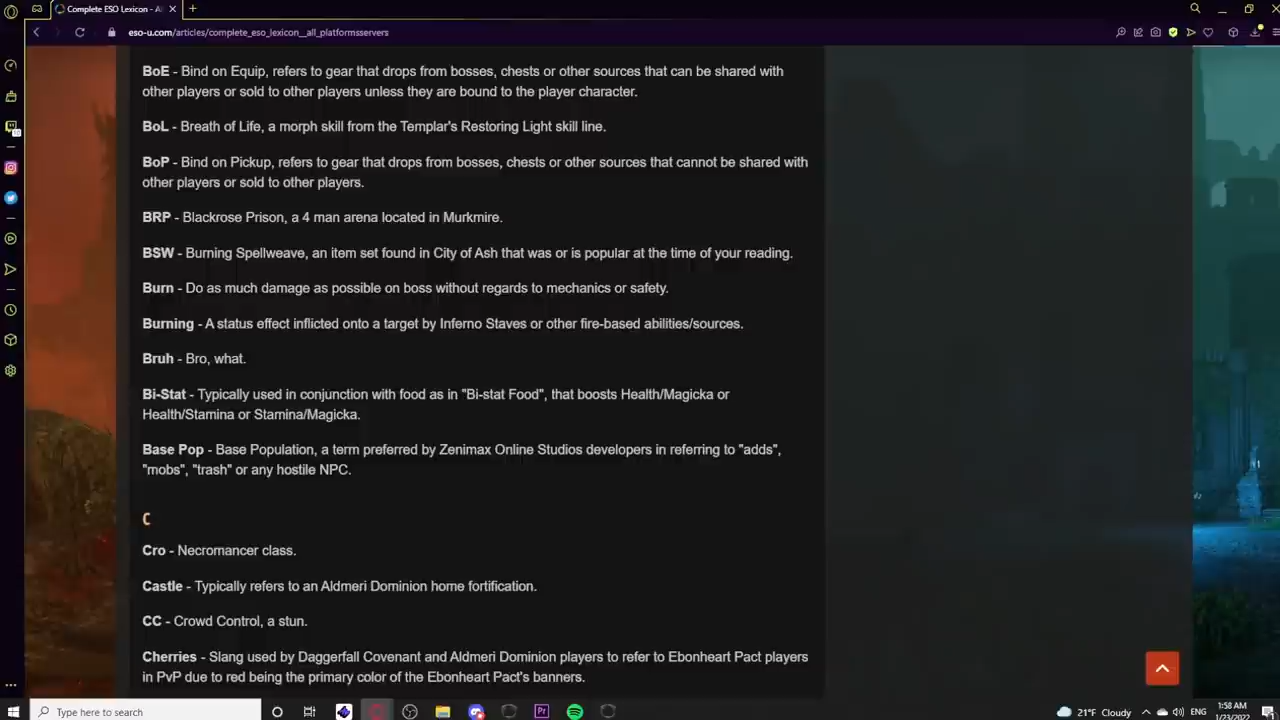 Complete ESO Lexicon
eso-u.com/articles/complete_eso_lexicon__all_platformsservers
BoE - Bind on Equip, refers to gear that drops from bosses, chests or other sources that can be shared with
other players or sold to other players unless they are bound to the player character.
BoL - Breath of Life, a morph skill from the Templar's Restoring Light skill line.
BoP - Bind on Pickup, refers to gear that drops from bosses, chests or other sources that cannot be shared with
other players or sold to other players.
BRP - Blackrose Prison, a 4 man arena located in Murkmire.
BSW - Burning Spellweave, an item set found in City of Ash that was or is popular at the time of your reading.
Burn - Do as much damage as possible on boss without regards to mechanics or safety.
Burning - A status effect inflicted onto a target by Inferno Staves or other fire-based abilities/sources.
Bruh - Bro, what.
Bi-Stat - Typically used in conjunction with food as in "Bi-stat Food", that boosts Health/Magicka or
Health/Stamina or Stamina/Magicka.
Base Pop - Base Population, a term preferred by Zenimax Online Studios developers in referring to "adds",
"mobs", "trash" or any hostile NPC.
C
Cro - Necromancer class.
Castle - Typically refers to an Aldmeri Dominion home fortification.
CC - Crowd Control, a stun.
Cherries - Slang used by Daggerfall Covenant and Aldmeri Dominion players to refer to Ebonheart Pact players
in PvP due to red being the primary color of the Ebonheart Pact's banners.
Type here to search
Pr
21°F Cloudy
ENG
1:58 AM
1/23/2022